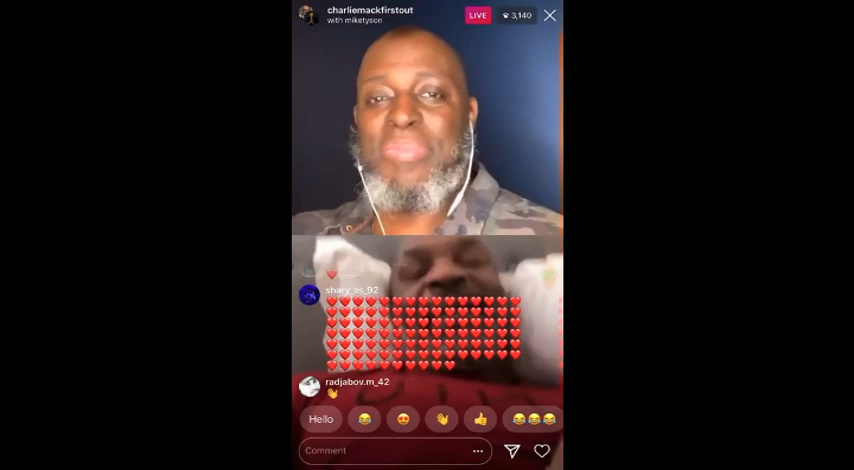 charliemackfirstout
with miketyson
LIVE
3,140
shary_as_92
radjabov.m_42
Hello
Comment